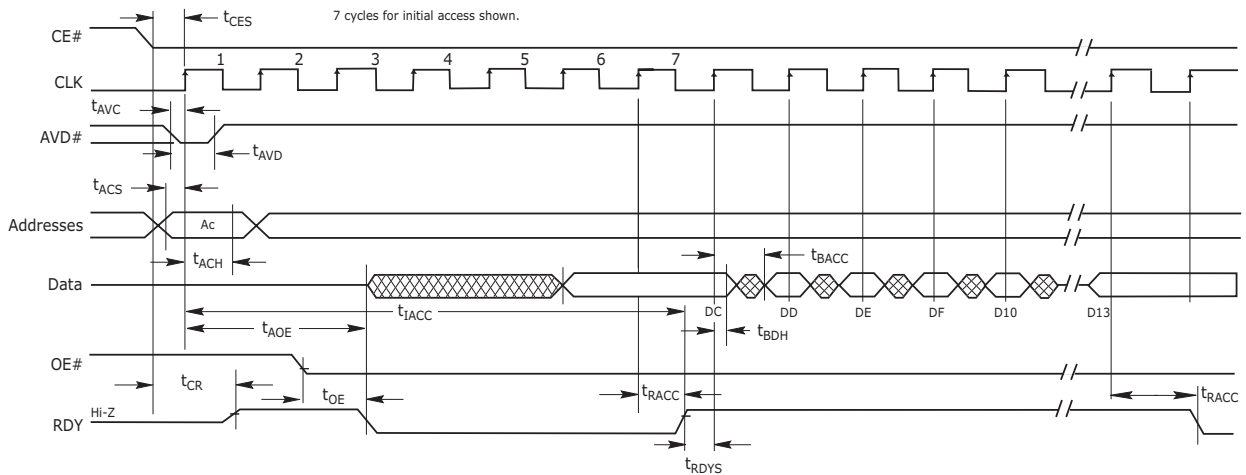 7 cycles for initial access shown.
tCES
CE#
1 2 3 4 5 6 7
CLK
tAVC
AVD#
tAVD
tACS
Addresses
Ac
tACH
tBACC
Data
tIACC
DC DD DE DF D10 D13
tAOE
tBDH
OE#
tCR
tOE
tRACC
tRACC
Hi-Z
RDY
tRDYS